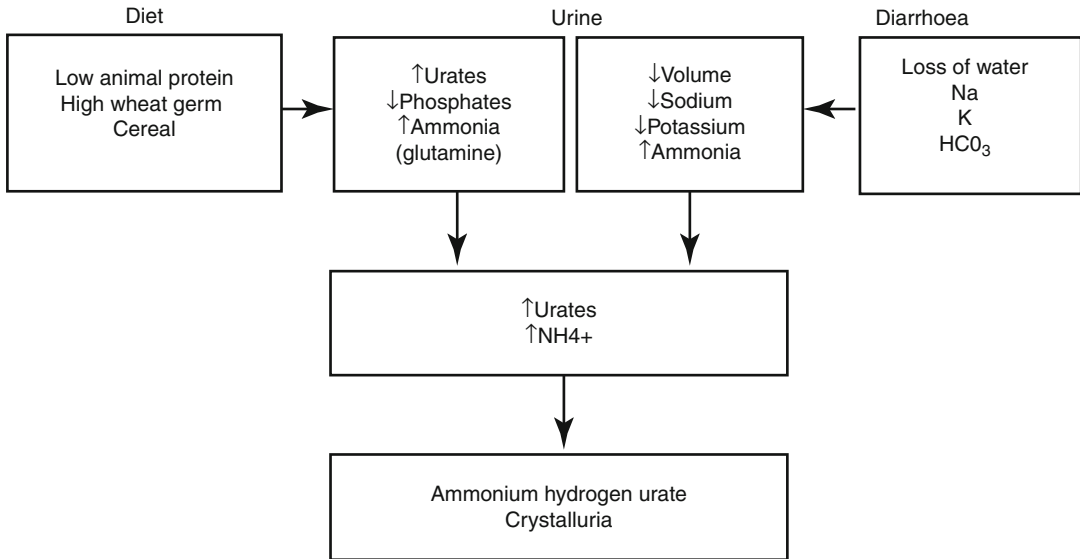 Diet
Urine
Diarrhoea
Low animal protein
High wheat germ
Cereal
↑Urates
↓Phosphates
↑Ammonia
(glutamine)
↓Volume
↓Sodium
↓Potassium
↑Ammonia
Loss of water
Na
K
HC0₃
↑Urates
↑NH4+
Ammonium hydrogen urate
Crystalluria